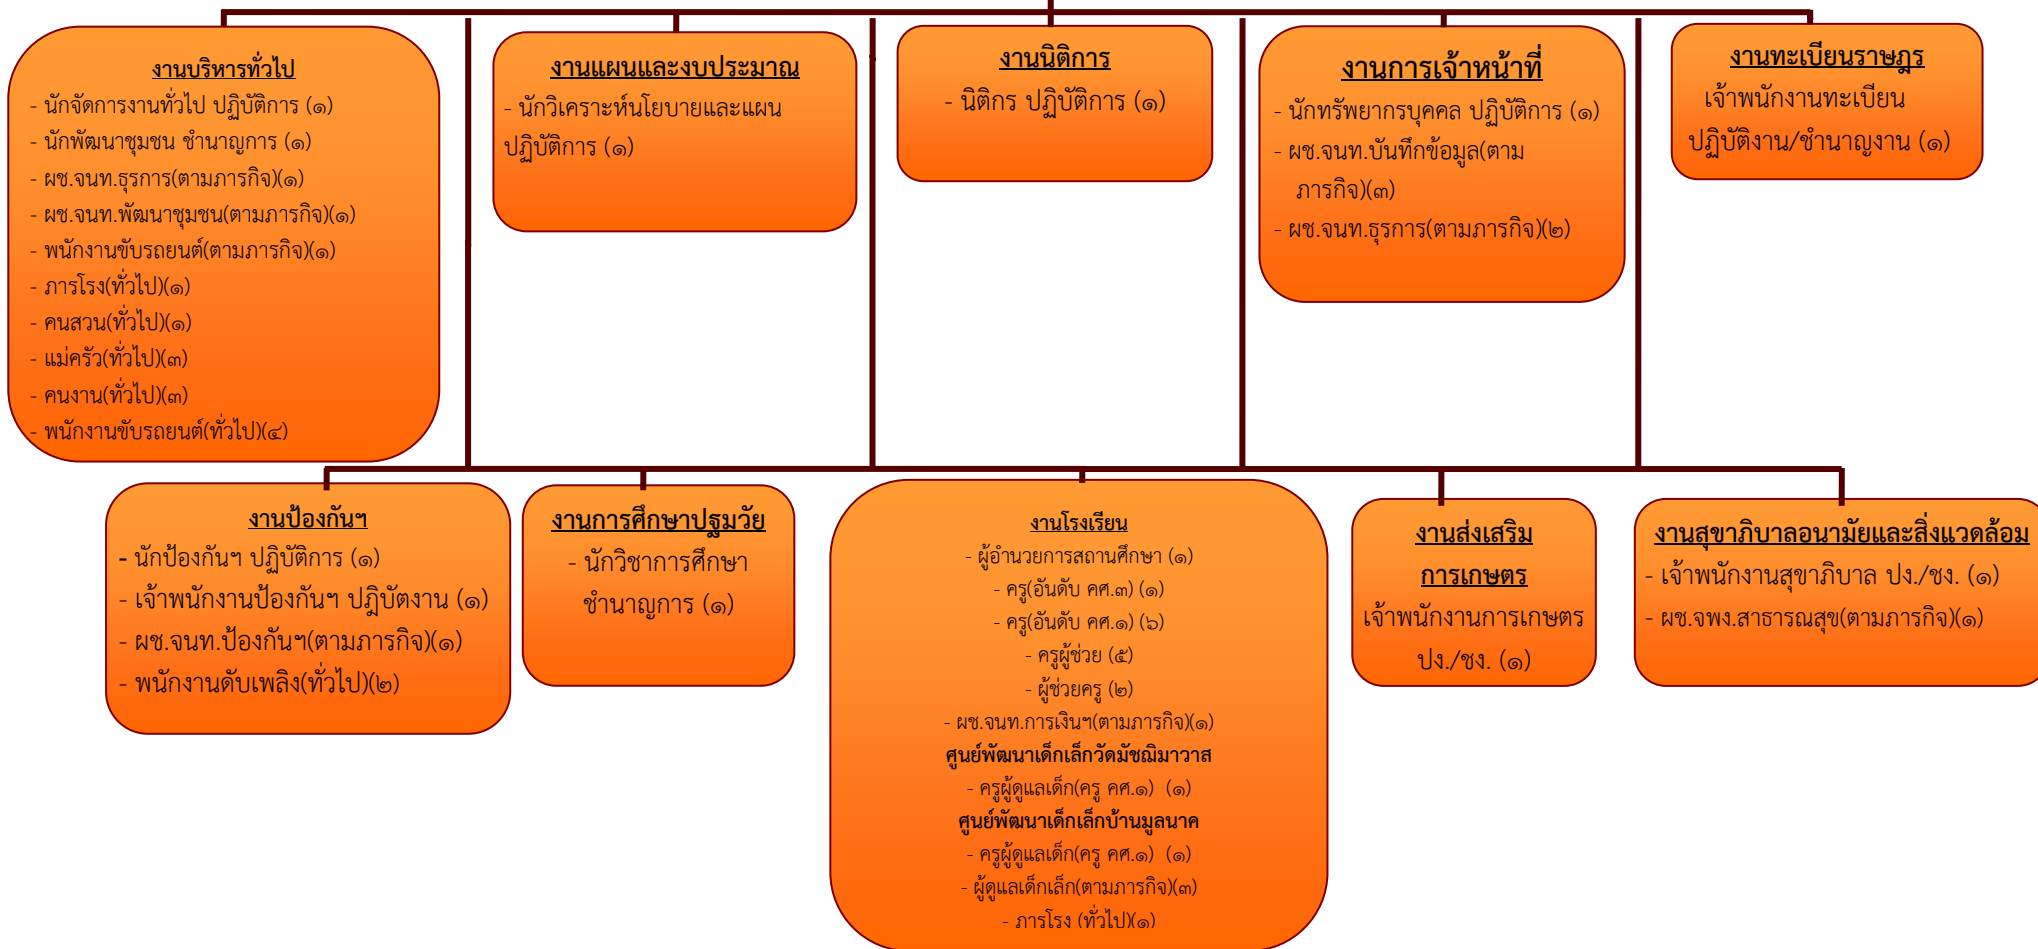 งานบริหารทั่วไป
- นักจัดการงานทั่วไป ปฏิบัติการ (๑)
- นักพัฒนาชุมชน ชำนาญการ (๑)
- ผช.จนท.ธุรการ(ตามภารกิจ)(๑)
- ผช.จนท.พัฒนาชุมชน(ตามภารกิจ)(๑)
- พนักงานขับรถยนต์(ตามภารกิจ)(๑)
- ภารโรง(ทั่วไป)(๑)
- คนสวน(ทั่วไป)(๑)
- แม่ครัว(ทั่วไป)(๓)
- คนงาน(ทั่วไป)(๓)
- พนักงานขับรถยนต์(ทั่วไป)(๔)
งานแผนและงบประมาณ
- นักวิเคราะห์นโยบายและแผน
ปฏิบัติการ (๑)
งานนิติการ
- นิติกร ปฏิบัติการ (๑)
งานการเจ้าหน้าที่
- นักทรัพยากรบุคคล ปฏิบัติการ (๑)
- ผช.จนท.บันทึกข้อมูล(ตาม
ภารกิจ)(๓)
- ผช.จนท.ธุรการ(ตามภารกิจ)(๒)
งานทะเบียนราษฎร
เจ้าพนักงานทะเบียน
ปฏิบัติงาน/ชำนาญงาน (๑)
งานป้องกันฯ
- นักป้องกันฯ ปฏิบัติการ (๑)
- เจ้าพนักงานป้องกันฯ ปฎิบัตงาน (๑)
- ผช.จนท.ป้องกันฯ(ตามภารกิจ)(๑)
- พนักงานดับเพลิง(ทั่วไป)(๒)
งานการศึกษาปฐมวัย
- นักวิชาการศึกษา
ชำนาญการ (๑)
งานโรงเรียน
- ผู้อำนวยการสถานศึกษา (๑)
- ครู(อันดับ คศ.๓) (๑)
- ครู(อันดับ คศ.๑) (๖)
- ครูผู้ช่วย (๕)
- ผู้ช่วยครู (๒)
- ผช.จนท.การเงินฯ(ตามภารกิจ)(๑)
ศูนย์พัฒนาเด็กเล็กวัดมัชฌิมาวาส
- ครูผู้ดูแลเด็ก(ครู คศ.๑) (๑)
ศูนย์พัฒนาเด็กเล็กบ้านมูลนาค
- ครูผู้ดูแลเด็ก(ครู คศ.๑) (๑)
- ผู้ดูแลเด็กเล็ก(ตามภารกิจ)(๓)
- ภารโรง (ทั่วไป)(๑)
งานส่งเสริม
การเกษตร
เจ้าพนักงานการเกษตร
ปง./ชง. (๑)
งานสุขาภิบาลอนามัยและสิ่งแวดล้อม
- เจ้าพนักงานสุขาภิบาล ปง./ชง. (๑)
- ผช.จพง.สาธารณสุข(ตามภารกิจ)(๑)